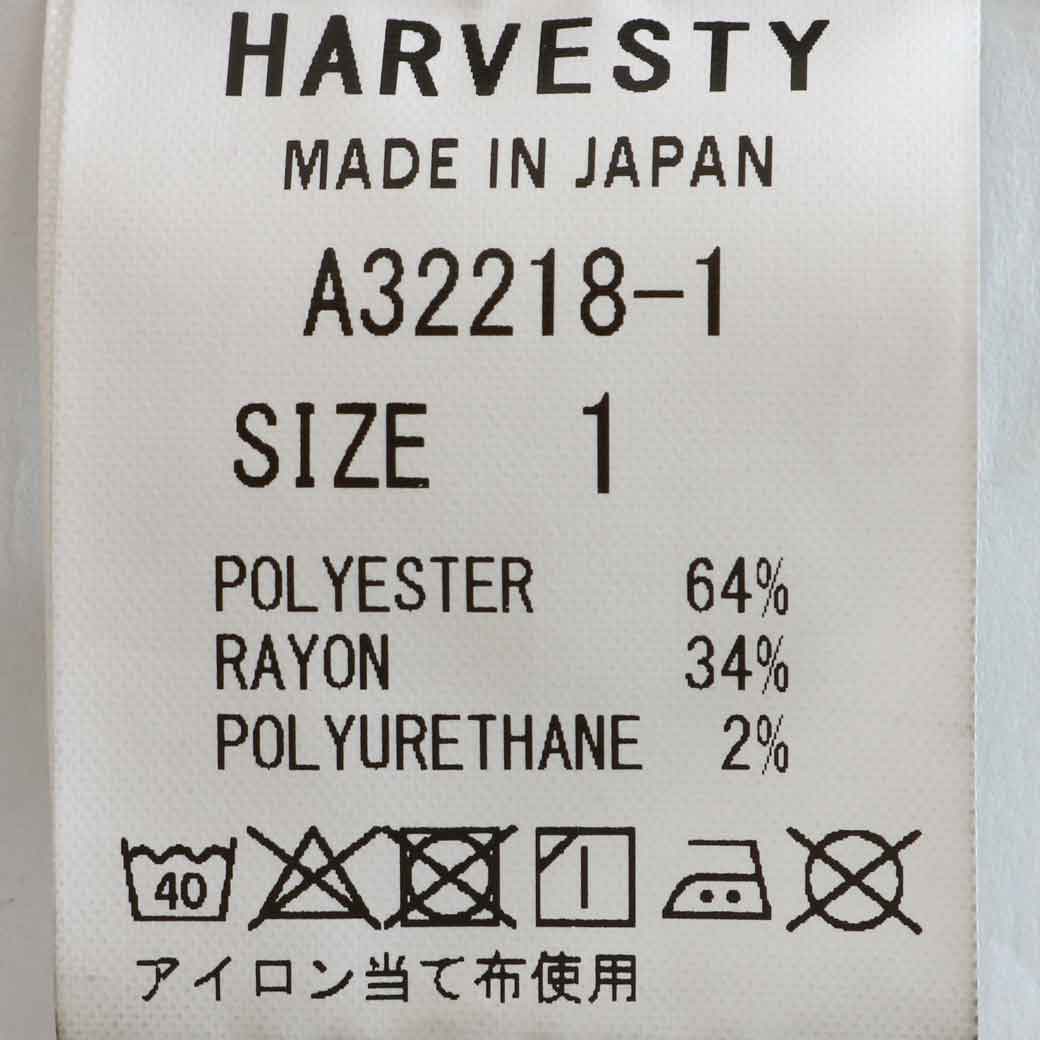 HARVESTY
MADE IN JAPAN
A32218-1
SIZE 1
POLYESTER 64%
RAYON 34%
POLYURETHANE 2%
40
アイロン当て布使用